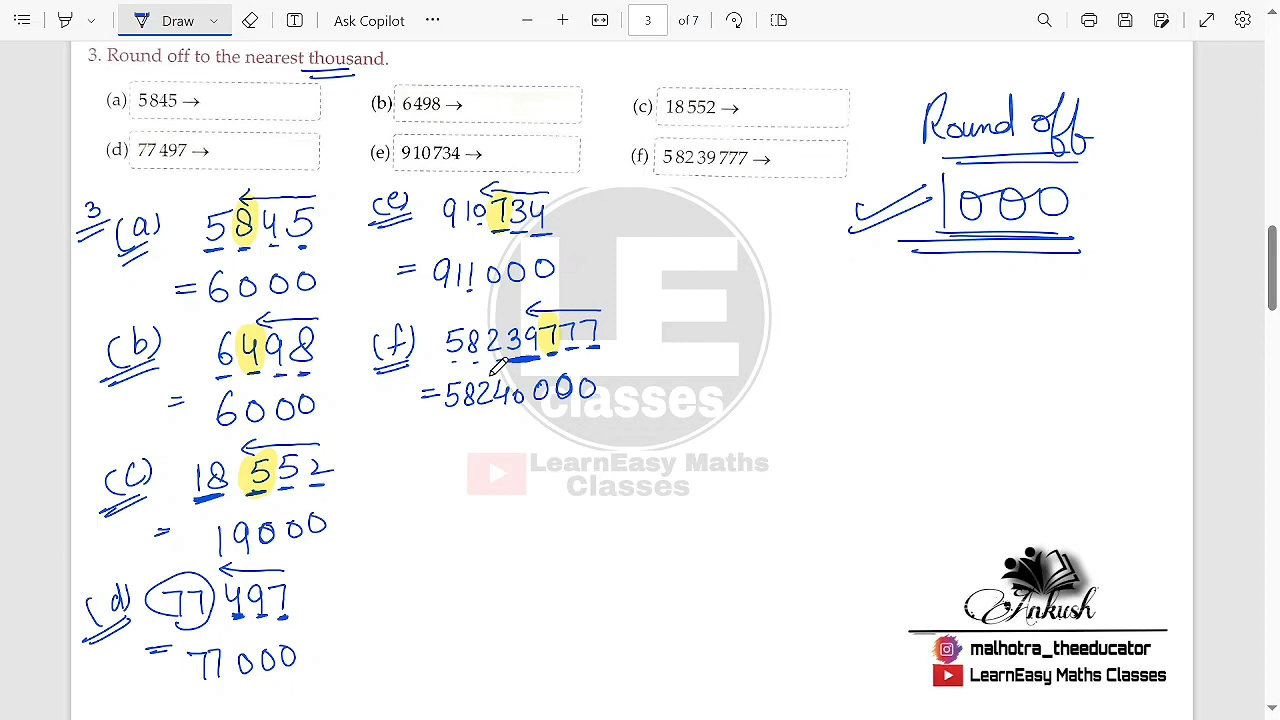 Draw
Ask Copilot
3 of 7
3. Round off to the nearest thousand.
(a) 5845 →
(b) 6498 →
(c) 18552 →
(d) 77497 →
(e) 910734 →
(f) 58239777 →
Round off
1000
3 (a) 5845
= 6000
(b) 6498
= 6000
(c) 18552
= 19000
(d) 77497
= 77000
(e) 910734
= 911000
(f) 58239777
= 58240000
LE
Classes
LearnEasy Maths
Classes
Ankush
malhotra_theeducator
LearnEasy Maths Classes